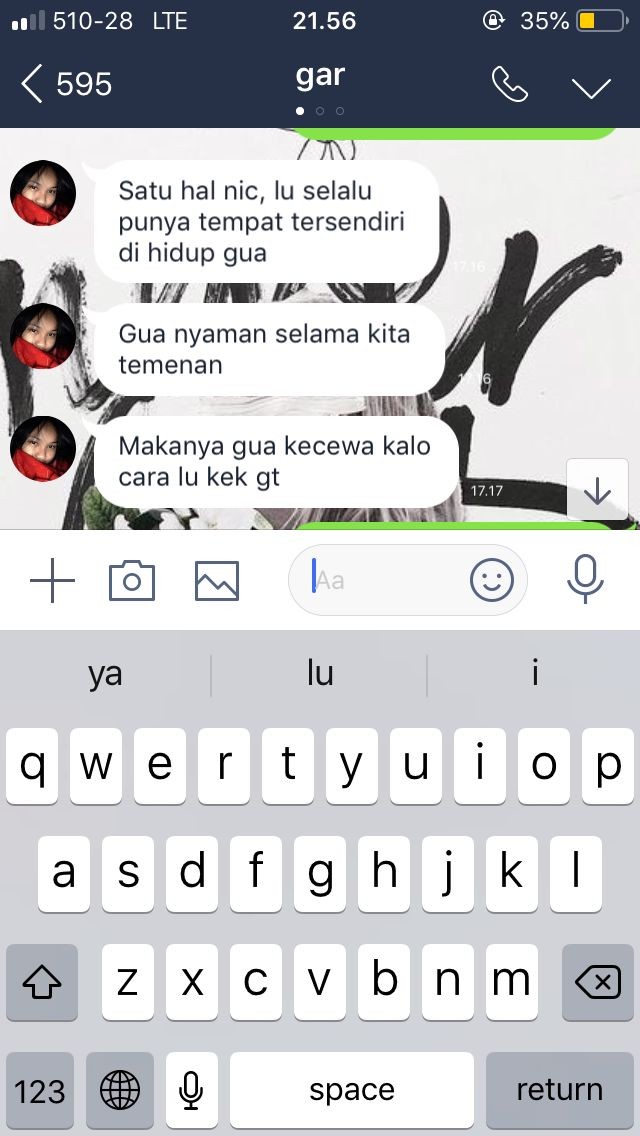 510-28 LTE 21.56 35%
595 gar
Satu hal nic, lu selalu
punya tempat tersendiri
di hidup gua
17.16
Gua nyaman selama kita
temenan
Makanya gua kecewa kalo
cara lu kek gt
17.17
Aa
ya lu i
q w e r t y u i o p
a s d f g h j k l
z x c v b n m
123 space return